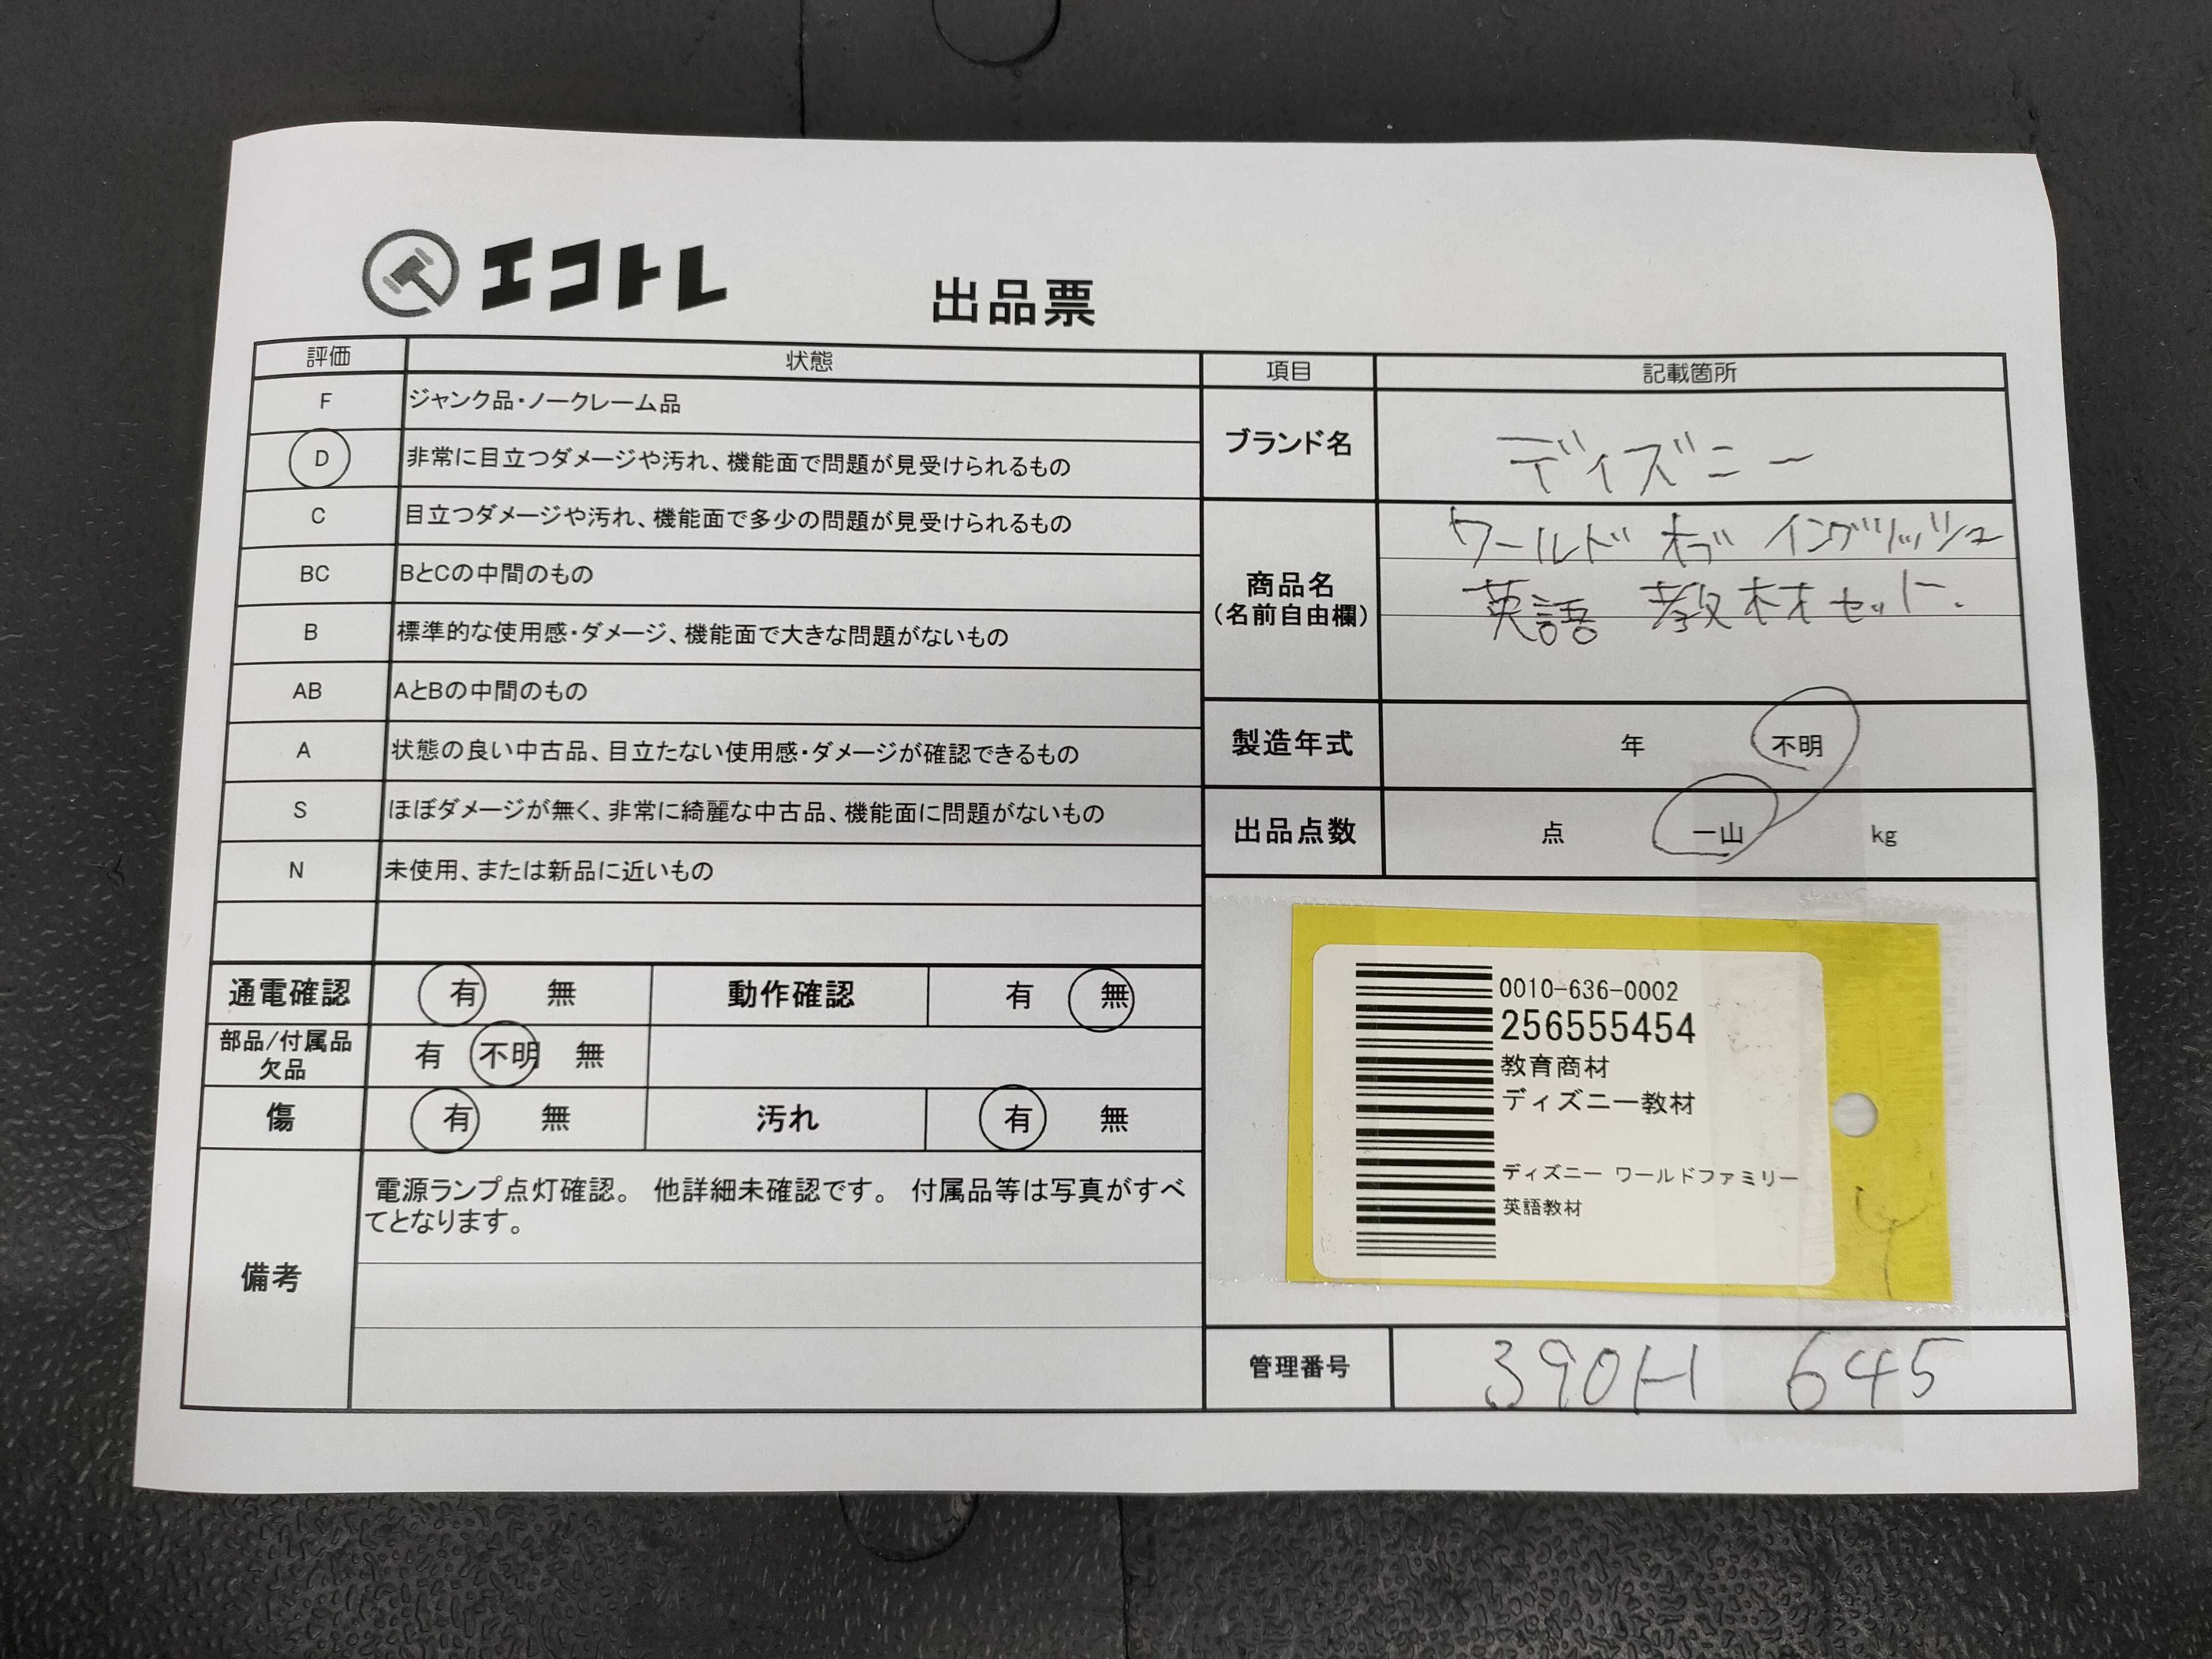 エコトレ
出品票
評価 状態 項目 記載箇所
F ジャンク品・ノークレーム品
D 非常に目立つダメージや汚れ、機能面で問題が見受けられるもの
C 目立つダメージや汚れ、機能面で多少の問題が見受けられるもの
BC BとCの中間のもの
B 標準的な使用感・ダメージ、機能面で大きな問題がないもの
AB AとBの中間のもの
A 状態の良い中古品、目立たない使用感・ダメージが確認できるもの
S ほぼダメージが無く、非常に綺麗な中古品、機能面に問題がないもの
N 未使用、または新品に近いもの
通電確認 有 無 動作確認 有 無
部品/付属品
欠品
有 不明 無
傷 有 無 汚れ 有 無
備考
電源ランプ点灯確認。 他詳細未確認です。 付属品等は写真がすべ
てとなります。
ブランド名 ディズニー
商品名
(名前自由欄)
ワールド オブ イングリッシュ
英語 教材セット.
製造年式 年 不明
出品点数 点 一山 kg
0010-636-0002
256555454
教育商材
ディズニー教材
ディズニー ワールドファミリー
英語教材
管理番号 390H 645